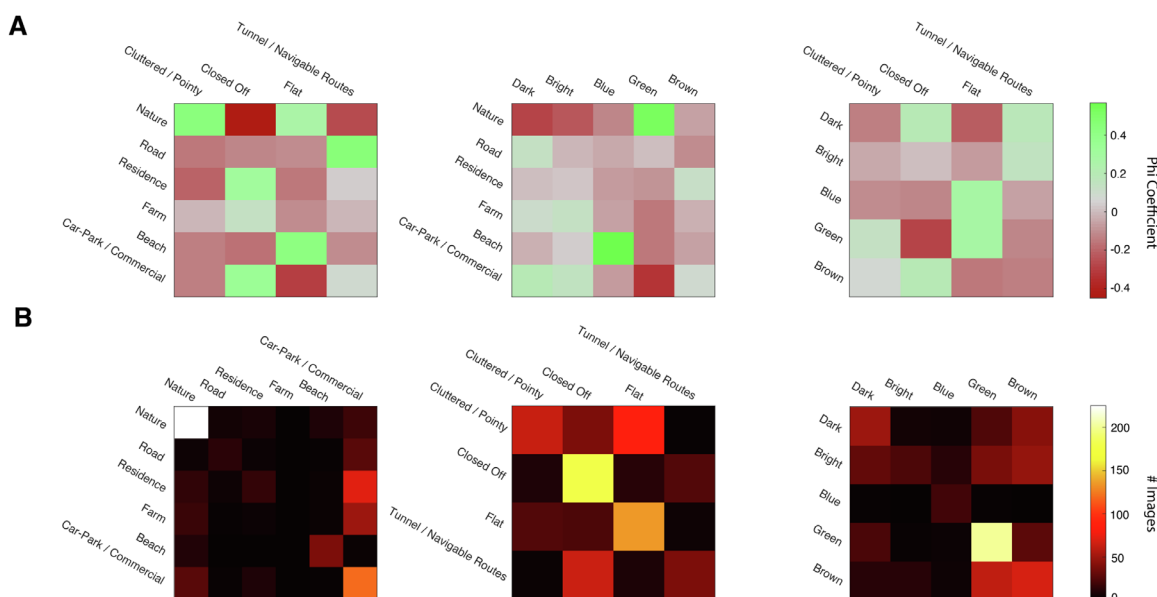 A
Tunnel / Navigable Routes
Cluttered / Pointy
Closed Off
Flat
Nature
Road
Residence
Farm
Beach
Car-Park / Commercial
Dark
Bright
Blue
Green
Brown
Nature
Road
Residence
Farm
Beach
Car-Park / Commercial
Tunnel / Navigable Routes
Cluttered / Pointy
Closed Off
Flat
Dark
Bright
Blue
Green
Brown
0.4
0.2
0
-0.2
-0.4
Phi Coefficient
B
Car-Park / Commercial
Nature
Road
Residence
Farm
Beach
Nature
Road
Residence
Farm
Beach
Car-Park / Commercial
Tunnel / Navigable Routes
Cluttered / Pointy
Closed Off
Flat
Cluttered / Pointy
Closed Off
Flat
Tunnel / Navigable Routes
Dark
Bright
Blue
Green
Brown
Dark
Bright
Blue
Green
Brown
200
150
100
50
0
# Images